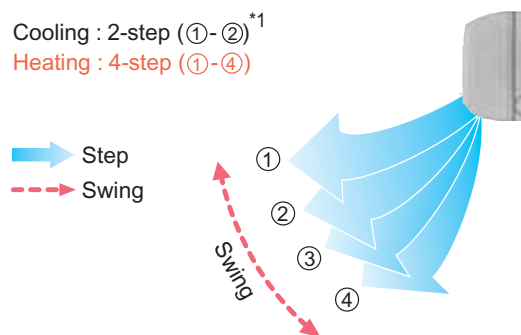 Cooling : 2-step (①-②)*1
Heating : 4-step (①-④)
Step
Swing
①
②
③
④
Swing